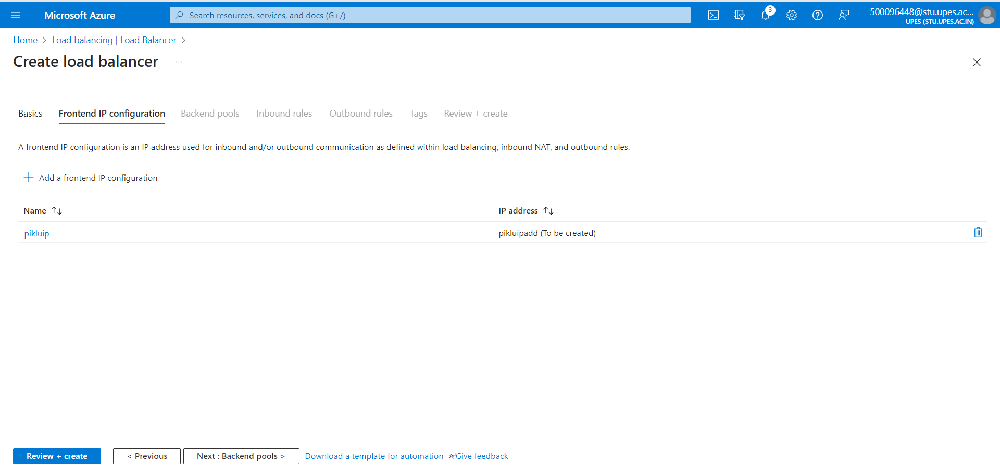 Microsoft Azure
Search resources, services, and docs (G+/)
3
500096448@stu.upes.ac...
UPES (STU.UPES.AC.IN)
Home > Load balancing | Load Balancer >
Create load balancer ...
Basics Frontend IP configuration Backend pools Inbound rules Outbound rules Tags Review + create
A frontend IP configuration is an IP address used for inbound and/or outbound communication as defined within load balancing, inbound NAT, and outbound rules.
+ Add a frontend IP configuration
Name ↑↓ IP address ↑↓
pikluip pikluipadd (To be created)
Review + create < Previous Next : Backend pools > Download a template for automation Give feedback